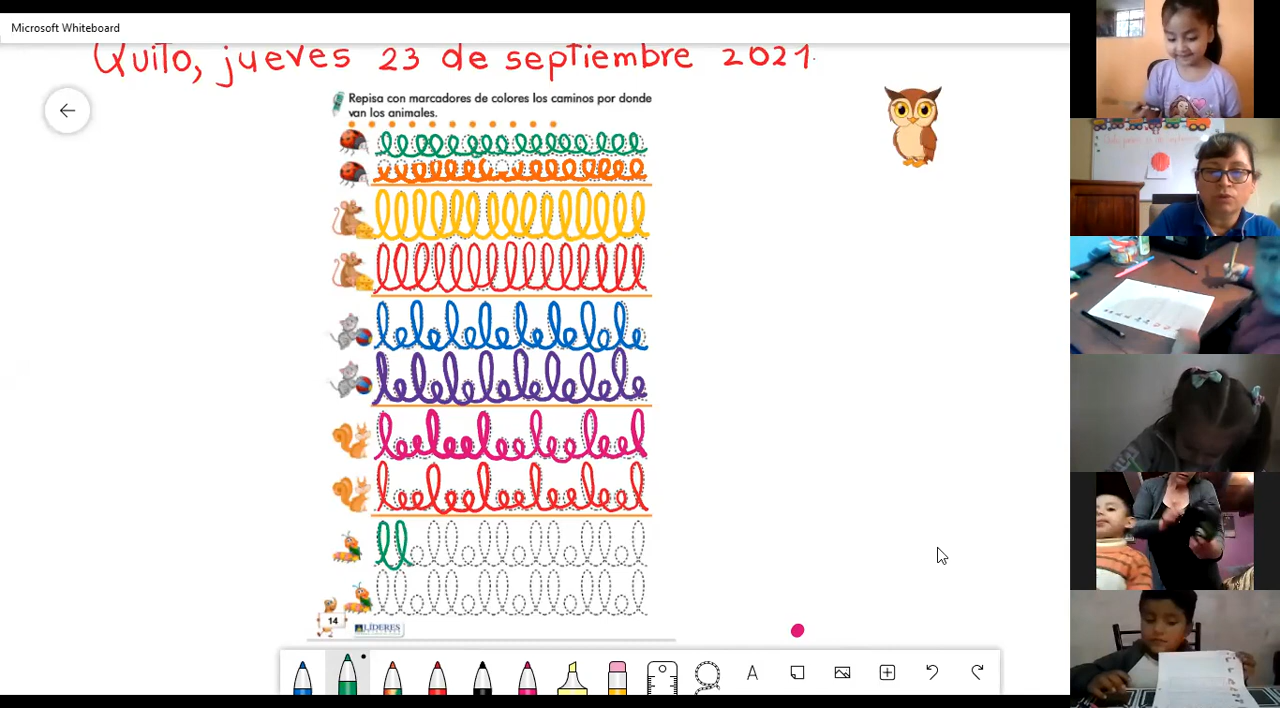 Microsoft Whiteboard
Quito, jueves 23 de septiembre 2021
Repisa con marcadores de colores los caminos por donde
van los animales.
14
LÍDERES
A